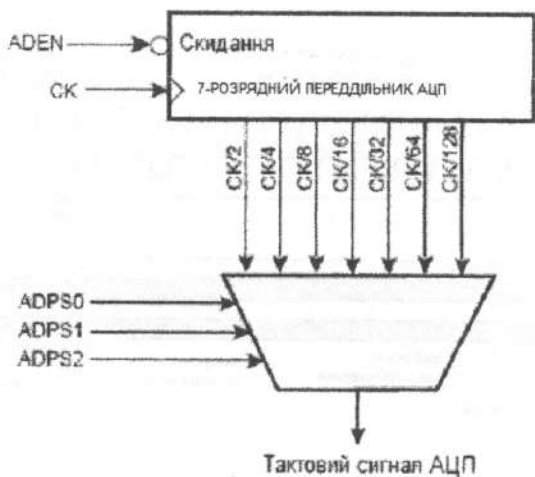 ADEN
Скидання
CK
7-РОЗРЯДНИЙ ПЕРЕДДІЛЬНИК АЦП
CK/2
CK/4
CK/8
CK/16
CK/32
CK/64
CK/128
ADPS0
ADPS1
ADPS2
Тактовий сигнал АЦП